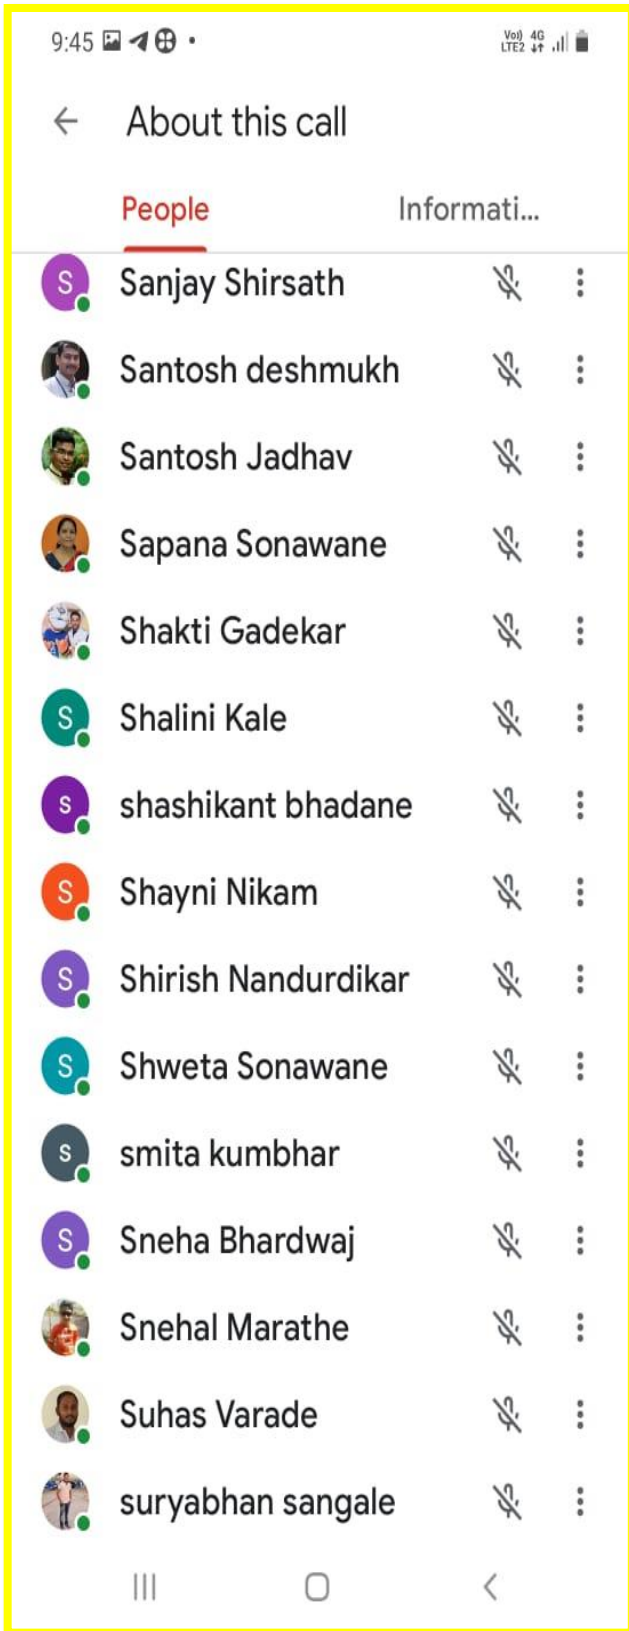 9:45 Vo)) 4G
LTE2
About this call
People Informati...
S Sanjay Shirsath
Santosh deshmukh
Santosh Jadhav
Sapana Sonawane
Shakti Gadekar
S Shalini Kale
s shashikant bhadane
S Shayni Nikam
S Shirish Nandurdikar
S Shweta Sonawane
s smita kumbhar
S Sneha Bhardwaj
Snehal Marathe
Suhas Varade
suryabhan sangale